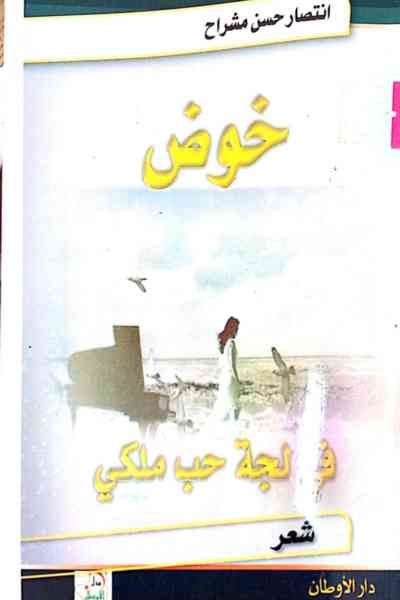 انتصار حسن مشراح
خوض
في لجة حب ملكي
شعر
دار الأوطان